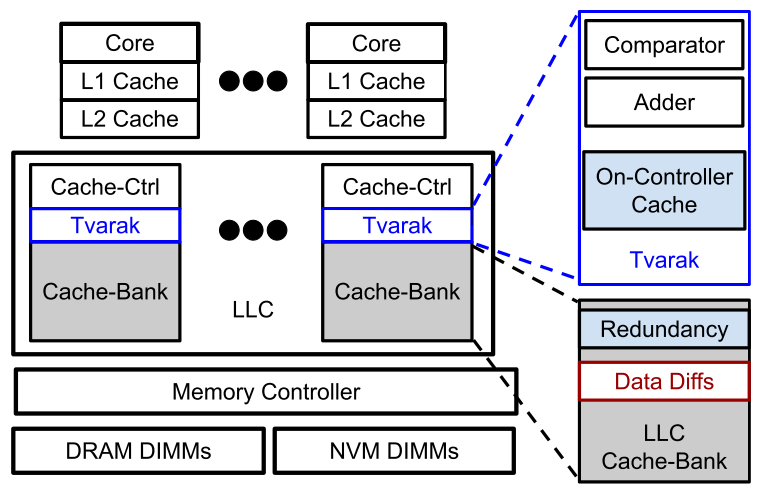 Core
L1 Cache
L2 Cache
Core
L1 Cache
L2 Cache
Cache-Ctrl
Tvarak
Cache-Bank
LLC
Cache-Ctrl
Tvarak
Cache-Bank
Memory Controller
DRAM DIMMs
NVM DIMMs
Comparator
Adder
On-Controller
Cache
Tvarak
Redundancy
Data Diffs
LLC
Cache-Bank